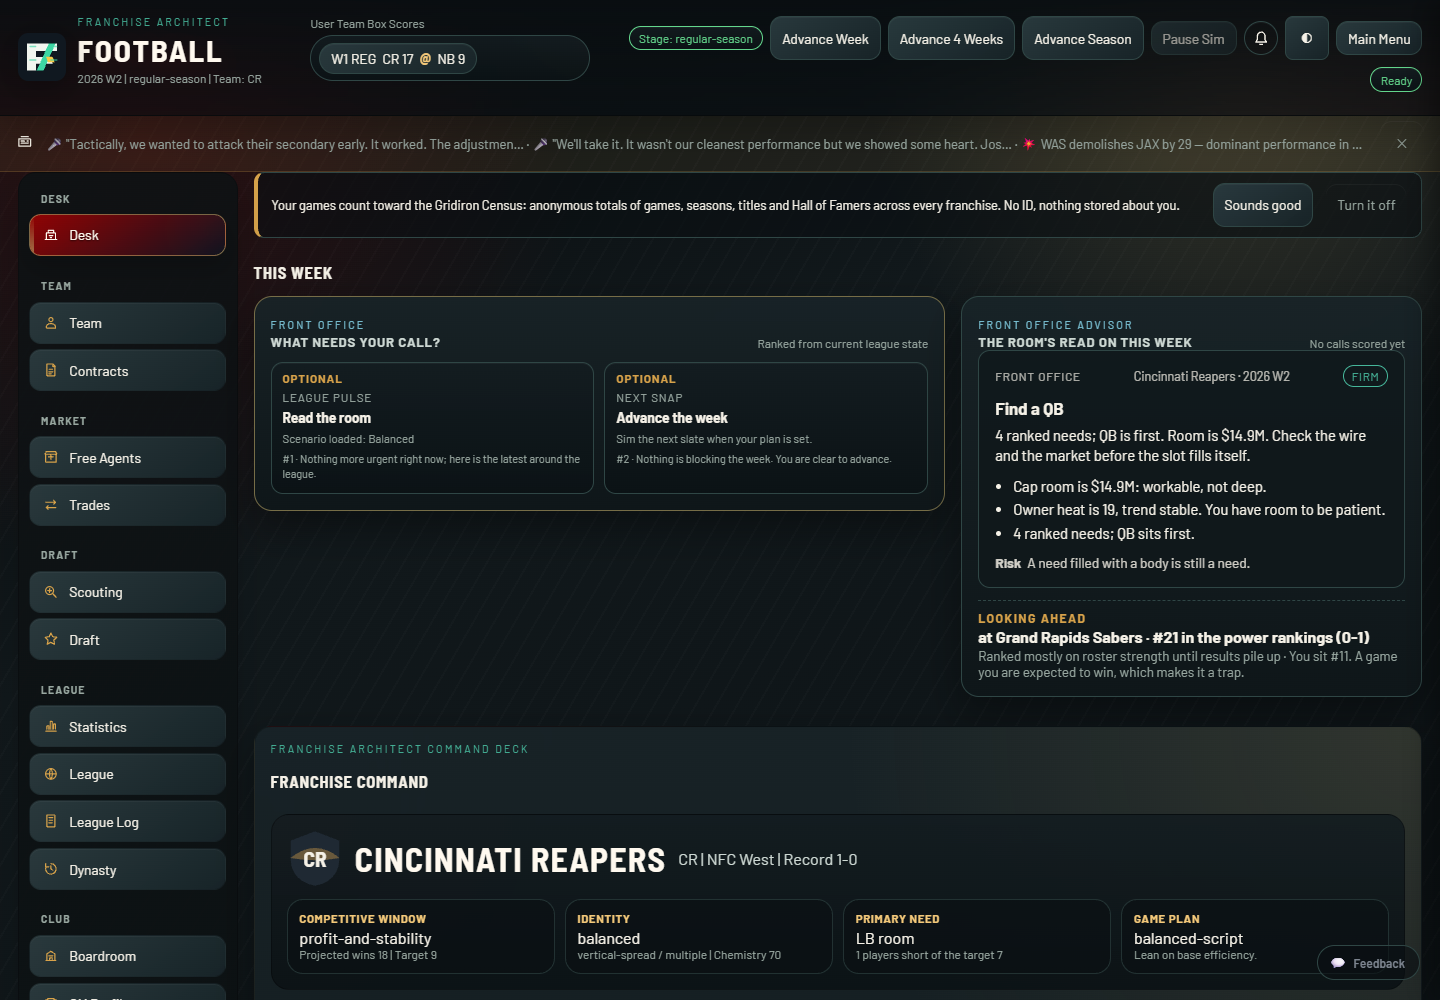 FRANCHISE ARCHITECT
FOOTBALL
2026 W2 | regular-season | Team: CR
User Team Box Scores
W1 REG CR 17 @ NB 9
Stage: regular-season
Advance Week
Advance 4 Weeks
Advance Season
Pause Sim
Main Menu
Ready
"Tactically, we wanted to attack their secondary early. It worked. The adjustmen... · "We'll take it. It wasn't our cleanest performance but we showed some heart. Jos... · WAS demolishes JAX by 29 — dominant performance in ...
DESK
Desk
TEAM
Team
Contracts
MARKET
Free Agents
Trades
DRAFT
Scouting
Draft
LEAGUE
Statistics
League
League Log
Dynasty
CLUB
Boardroom
Your games count toward the Gridiron Census: anonymous totals of games, seasons, titles and Hall of Famers across every franchise. No ID, nothing stored about you.
Sounds good
Turn it off
THIS WEEK
FRONT OFFICE
WHAT NEEDS YOUR CALL?
Ranked from current league state
OPTIONAL
LEAGUE PULSE
Read the room
Scenario loaded: Balanced
#1 · Nothing more urgent right now; here is the latest around the
league.
OPTIONAL
NEXT SNAP
Advance the week
Sim the next slate when your plan is set.
#2 · Nothing is blocking the week. You are clear to advance.
FRONT OFFICE ADVISOR
THE ROOM'S READ ON THIS WEEK
No calls scored yet
FRONT OFFICE
Cincinnati Reapers · 2026 W2
FIRM
Find a QB
4 ranked needs; QB is first. Room is $14.9M. Check the wire
and the market before the slot fills itself.
• Cap room is $14.9M: workable, not deep.
• Owner heat is 19, trend stable. You have room to be patient.
• 4 ranked needs; QB sits first.
Risk A need filled with a body is still a need.
LOOKING AHEAD
at Grand Rapids Sabers · #21 in the power rankings (0-1)
Ranked mostly on roster strength until results pile up · You sit #11. A game
you are expected to win, which makes it a trap.
FRANCHISE ARCHITECT COMMAND DECK
FRANCHISE COMMAND
CR
CINCINNATI REAPERS
CR | NFC West | Record 1-0
COMPETITIVE WINDOW
profit-and-stability
Projected wins 18 | Target 9
IDENTITY
balanced
vertical-spread / multiple | Chemistry 70
PRIMARY NEED
LB room
1 players short of the target 7
GAME PLAN
balanced-script
Lean on base efficiency.
Feedback